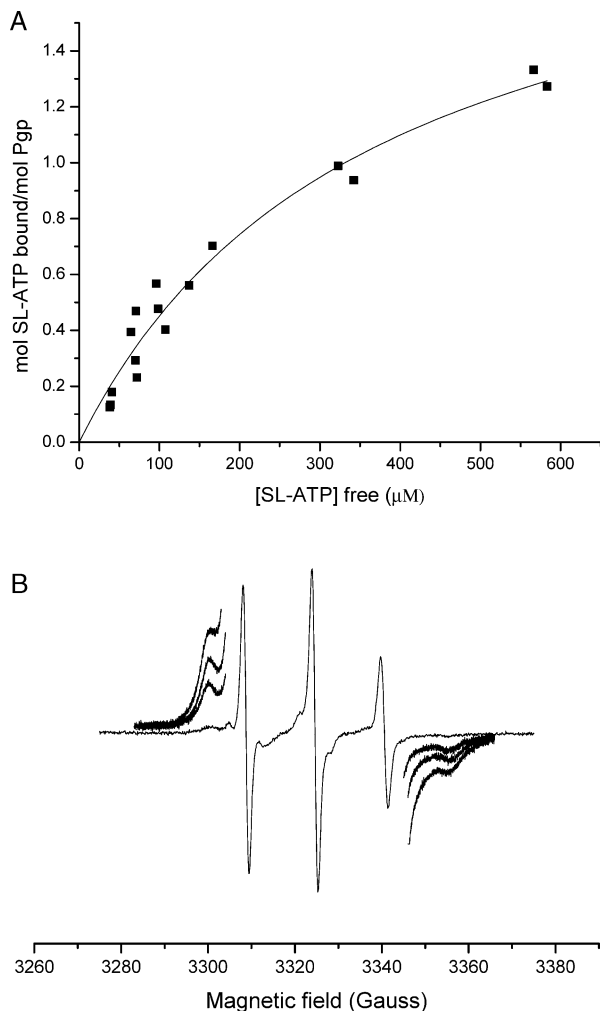 A
1.4
1.2
1.0
0.8
0.6
0.4
0.2
0.0
mol SL-ATP bound/mol Pgp
0 100 200 300 400 500 600
[SL-ATP] free (μM)
B
3260 3280 3300 3320 3340 3360 3380
Magnetic field (Gauss)